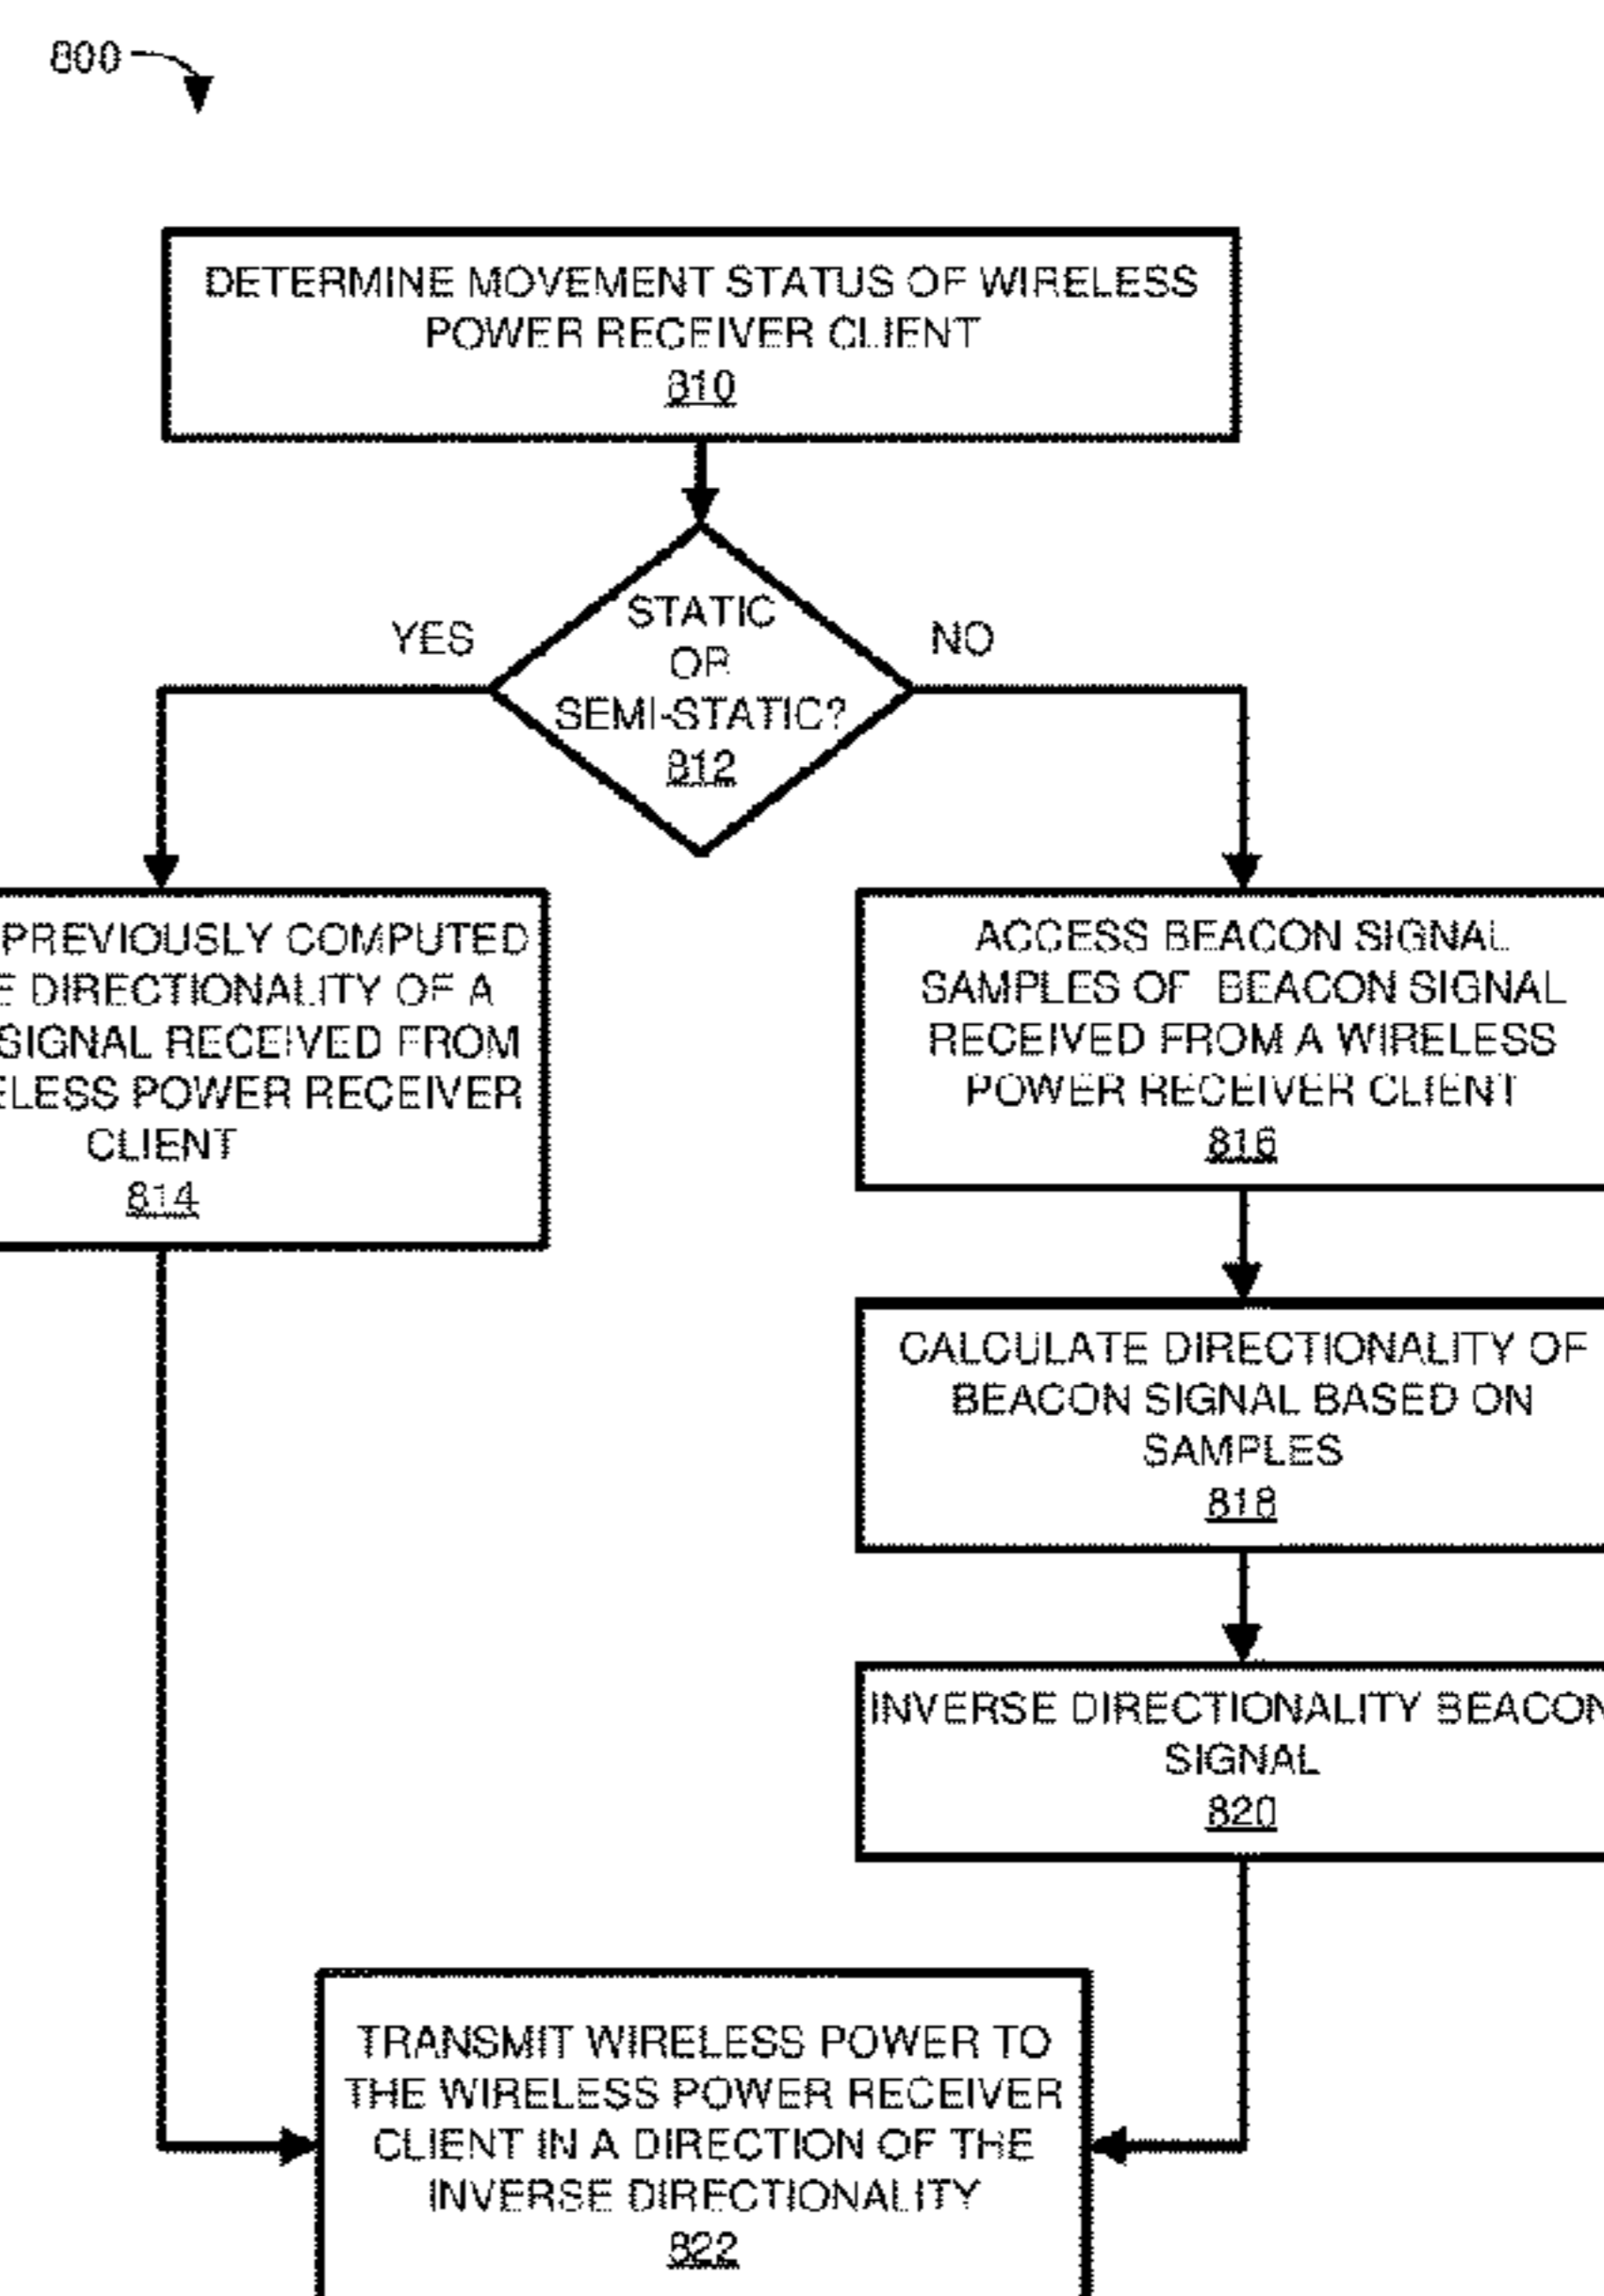 800
DETERMINE MOVEMENT STATUS OF WIRELESS
POWER RECEIVER CLIENT
810
STATIC
OR
SEMI-STATIC?
812
YES
NO
PREVIOUSLY COMPUTED
DIRECTIONALITY OF A
SIGNAL RECEIVED FROM
POWER RECEIVER
CLIENT
814
ACCESS BEACON SIGNAL
SAMPLES OF BEACON SIGNAL
RECEIVED FROM A WIRELESS
POWER RECEIVER CLIENT
816
CALCULATE DIRECTIONALITY OF
BEACON SIGNAL BASED ON
SAMPLES
818
INVERSE DIRECTIONALITY BEACON
SIGNAL
820
TRANSMIT WIRELESS POWER TO
THE WIRELESS POWER RECEIVER
CLIENT IN A DIRECTION OF THE
INVERSE DIRECTIONALITY
822